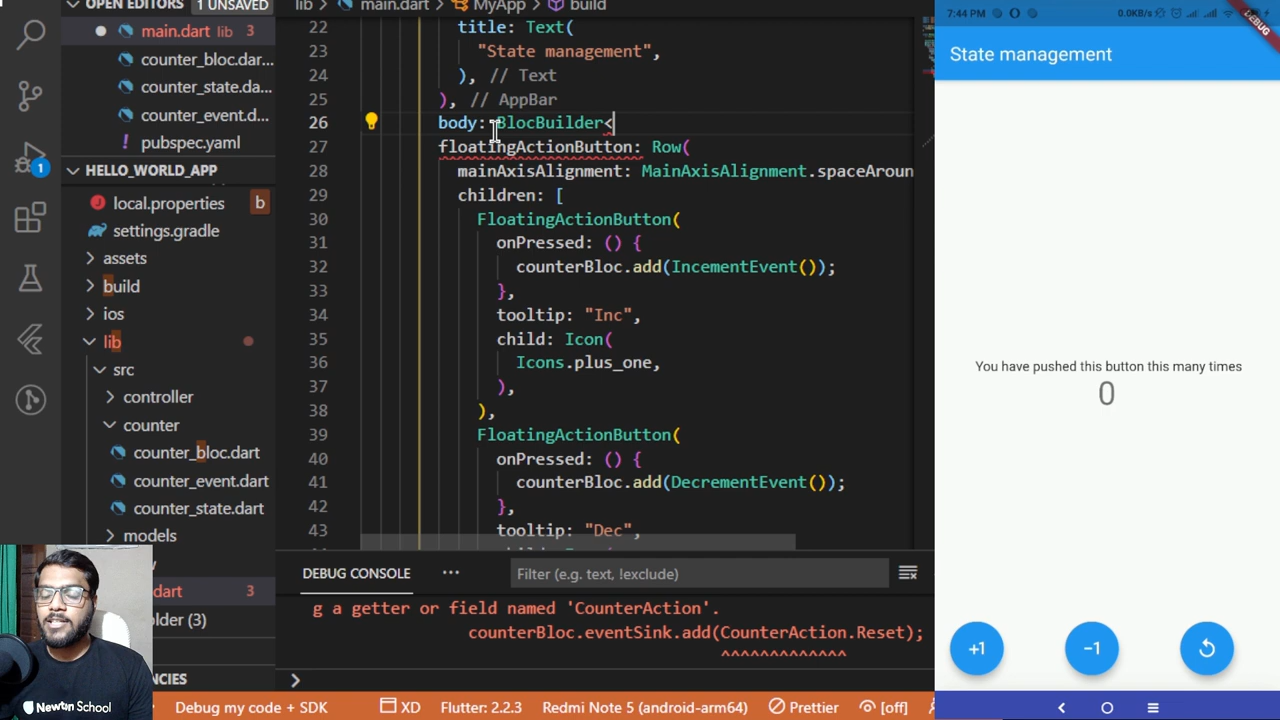 OPEN EDITORS 1 UNSAVED
main.dart lib 3
counter_bloc.dar...
counter_state.da...
counter_event.d...
pubspec.yaml
HELLO_WORLD_APP
local.properties b
settings.gradle
assets
build
ios
lib
src
controller
counter
counter_bloc.dart
counter_event.dart
counter_state.dart
models
.dart 3
older (3)
NCIES
Newton School
lib > main.dart > MyApp > build
22 title: Text(
23 "State management",
24 ), // Text
25 ), // AppBar
26 body: BlocBuilder<
27 floatingActionButton: Row(
28 mainAxisAlignment: MainAxisAlignment.spaceAroun
29 children: [
30 FloatingActionButton(
31 onPressed: () {
32 counterBloc.add(IncementEvent());
33 },
34 tooltip: "Inc",
35 child: Icon(
36 Icons.plus_one,
37 ),
38 ),
39 FloatingActionButton(
40 onPressed: () {
41 counterBloc.add(DecrementEvent());
42 },
43 tooltip: "Dec",
DEBUG CONSOLE ... Filter (e.g. text, !exclude)
g a getter or field named 'CounterAction'.
counterBloc.eventSink.add(CounterAction.Reset);
^^^^^^^^^^^^^
>
Debug my code + SDK XD Flutter: 2.2.3 Redmi Note 5 (android-arm64) Prettier [off]
7:44 PM 0.0KB/s
DEBUG
State management
You have pushed this button this many times
0
+1 −1